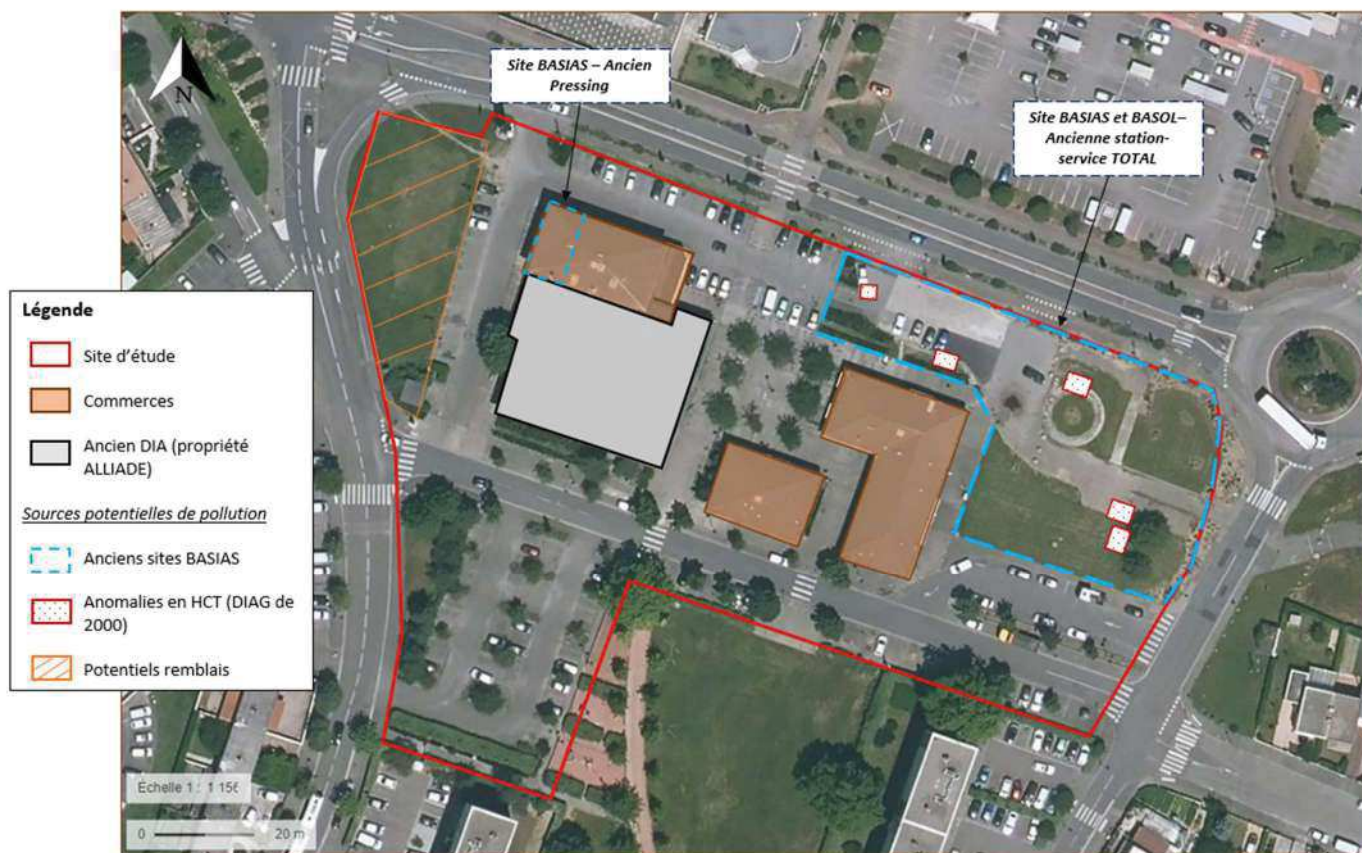 Site BASIAS – Ancien
Pressing
Site BASIAS et BASOL–
Ancienne station-
service TOTAL
N
Légende
Site d'étude
Commerces
Ancien DIA (propriété
ALLIADE)
Sources potentielles de pollution
Anciens sites BASIAS
Anomalies en HCT (DIAG de
2000)
Potentiels remblais
Échelle 1 : 1 156
0 20 m